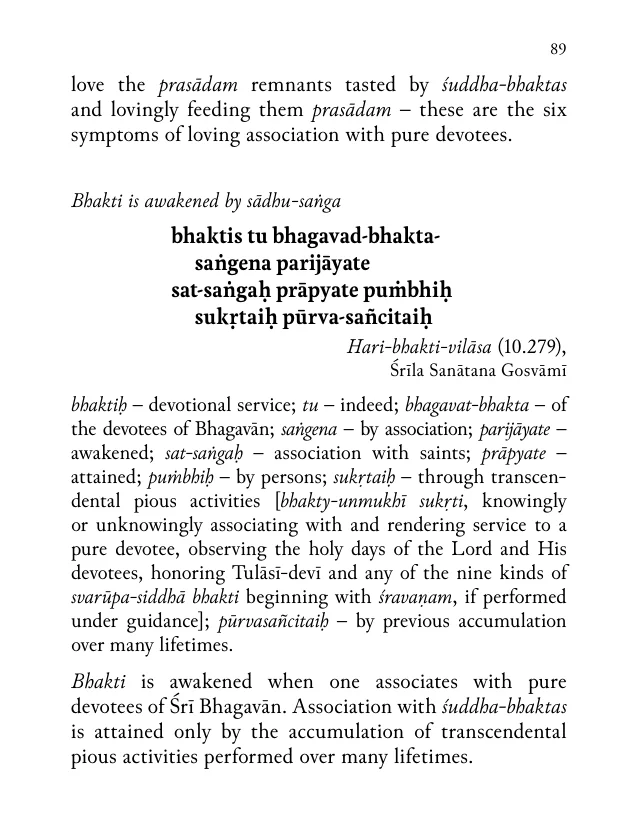 89
love the prasādam remnants tasted by śuddha-bhaktas
and lovingly feeding them prasādam – these are the six
symptoms of loving association with pure devotees.
Bhakti is awakened by sādhu-saṅga
bhaktis tu bhagavad-bhakta-
saṅgena parijāyate
sat-saṅgaḥ prāpyate puṁbhiḥ
sukṛtaiḥ pūrva-sañcitaiḥ
Hari-bhakti-vilāsa (10.279),
Śrīla Sanātana Gosvāmī
bhaktiḥ – devotional service; tu – indeed; bhagavat-bhakta – of
the devotees of Bhagavān; saṅgena – by association; parijāyate –
awakened; sat-saṅgaḥ – association with saints; prāpyate –
attained; puṁbhiḥ – by persons; sukṛtaiḥ – through transcen-
dental pious activities [bhakty-unmukhī sukṛti, knowingly
or unknowingly associating with and rendering service to a
pure devotee, observing the holy days of the Lord and His
devotees, honoring Tulāsī-devī and any of the nine kinds of
svarūpa-siddhā bhakti beginning with śravaṇam, if performed
under guidance]; pūrvasañcitaiḥ – by previous accumulation
over many lifetimes.
Bhakti is awakened when one associates with pure
devotees of Śrī Bhagavān. Association with śuddha-bhaktas
is attained only by the accumulation of transcendental
pious activities performed over many lifetimes.